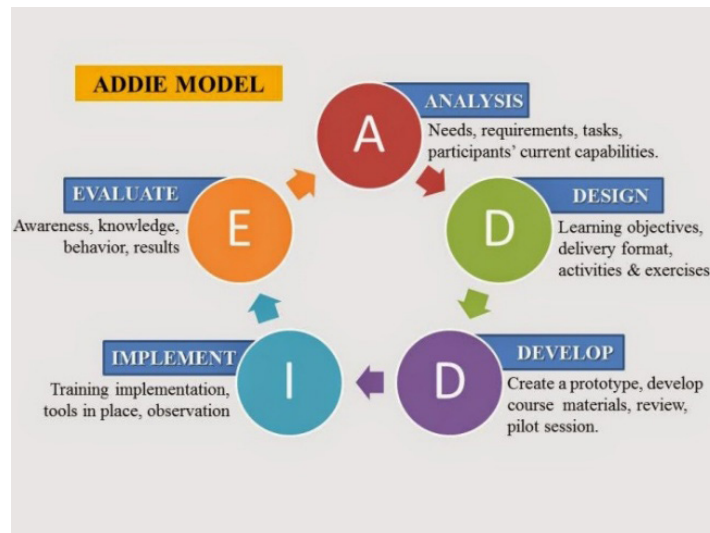 ADDIE MODEL
A
ANALYSIS
Needs, requirements, tasks,
participants' current capabilities.
D
DESIGN
Learning objectives,
delivery format,
activities & exercises
D
DEVELOP
Create a prototype, develop
course materials, review,
pilot session.
I
IMPLEMENT
Training implementation,
tools in place, observation
E
EVALUATE
Awareness, knowledge,
behavior, results